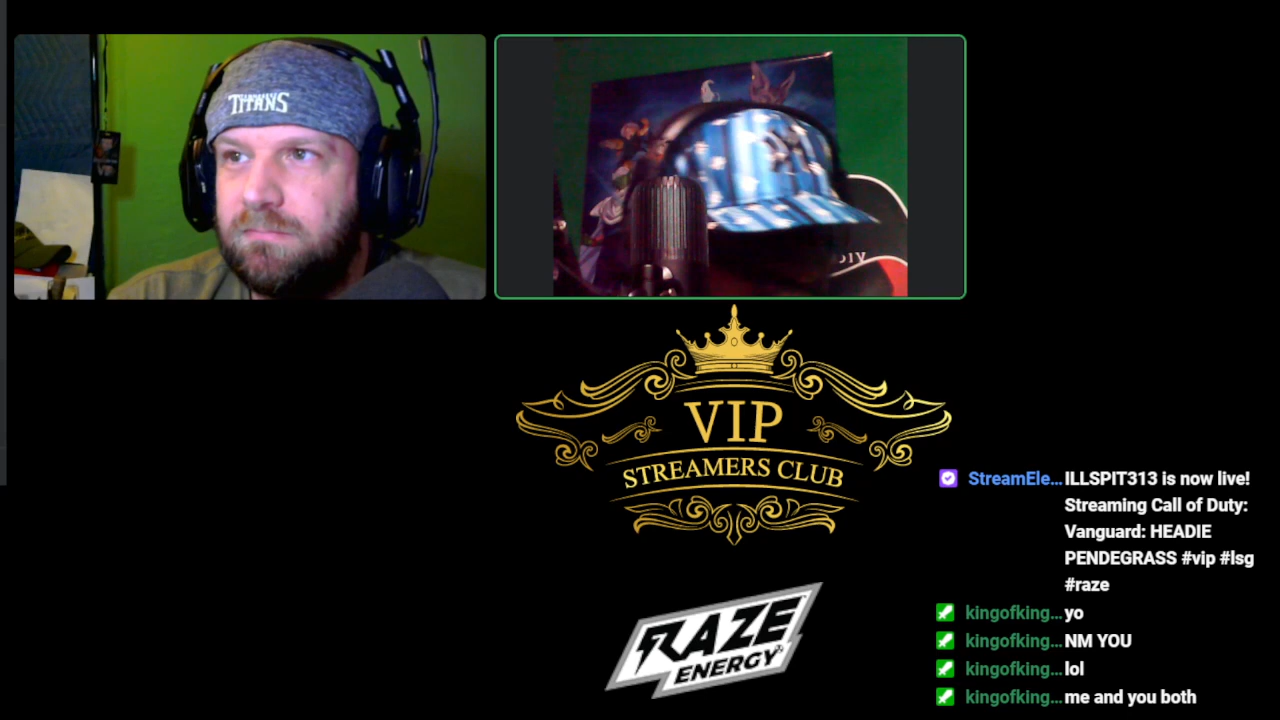 TITANS
VIP
STREAMERS CLUB
RAZE
ENERGY
StreamEle... ILLSPIT313 is now live!
Streaming Call of Duty:
Vanguard: HEADIE
PENDEGRASS #vip #lsg
#raze
kingofking... yo
kingofking... NM YOU
kingofking... lol
kingofking... me and you both